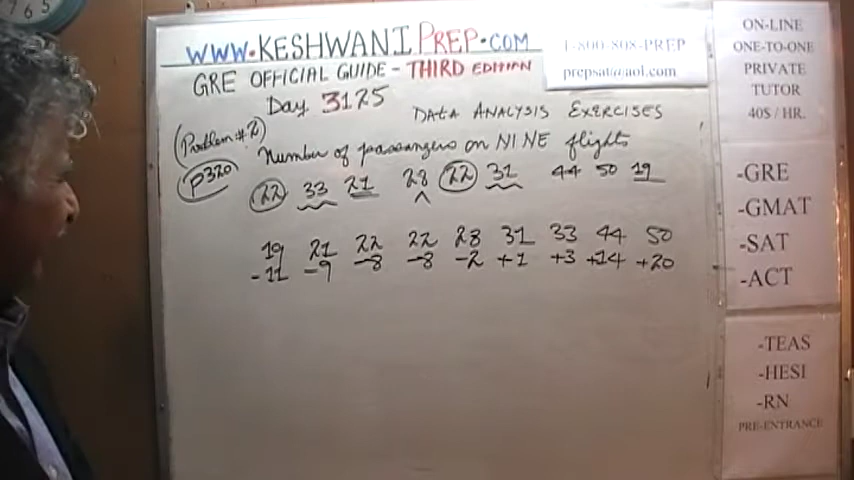 7 6 5
WWW.KESHWANIPREP.COM
1-800-808-PREP
prepsat@aol.com
GRE OFFICIAL GUIDE - THIRD EDITION
Day 3125
DATA ANALYSIS EXERCISES
(Problem #2)
P320
Number of passengers on NINE flights
22 33 21 28 22 31 44 50 19
19 21 22 22 28 31 33 44 50
-11 -9 -8 -8 -2 +1 +3 +14 +20
ON-LINE
ONE-TO-ONE
PRIVATE
TUTOR
40$ / HR.
-GRE
-GMAT
-SAT
-ACT
-TEAS
-HESI
-RN
PRE-ENTRANCE